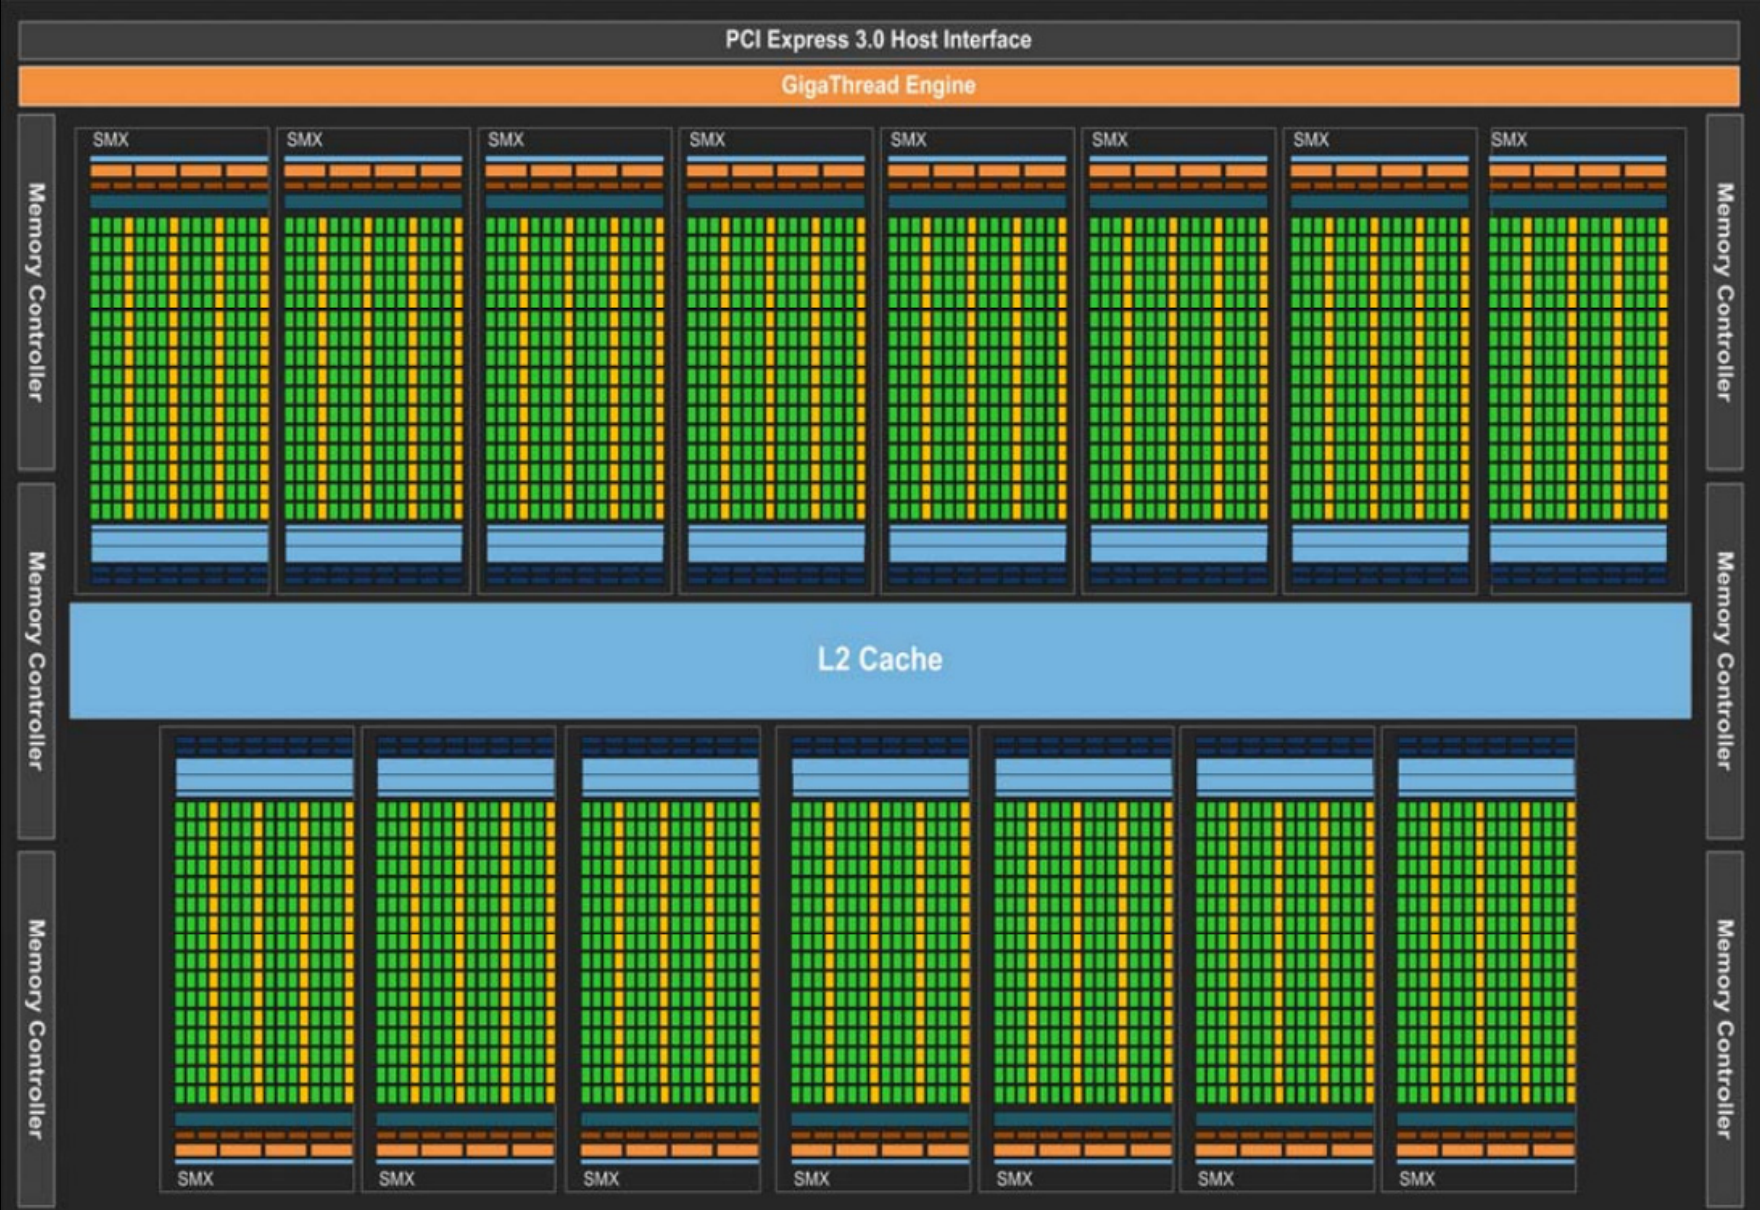 PCI Express 3.0 Host Interface
GigaThread Engine
SMX
SMX
SMX
SMX
SMX
SMX
SMX
SMX
Memory Controller
Memory Controller
Memory Controller
Memory Controller
L2 Cache
Memory Controller
Memory Controller
SMX
SMX
SMX
SMX
SMX
SMX
SMX